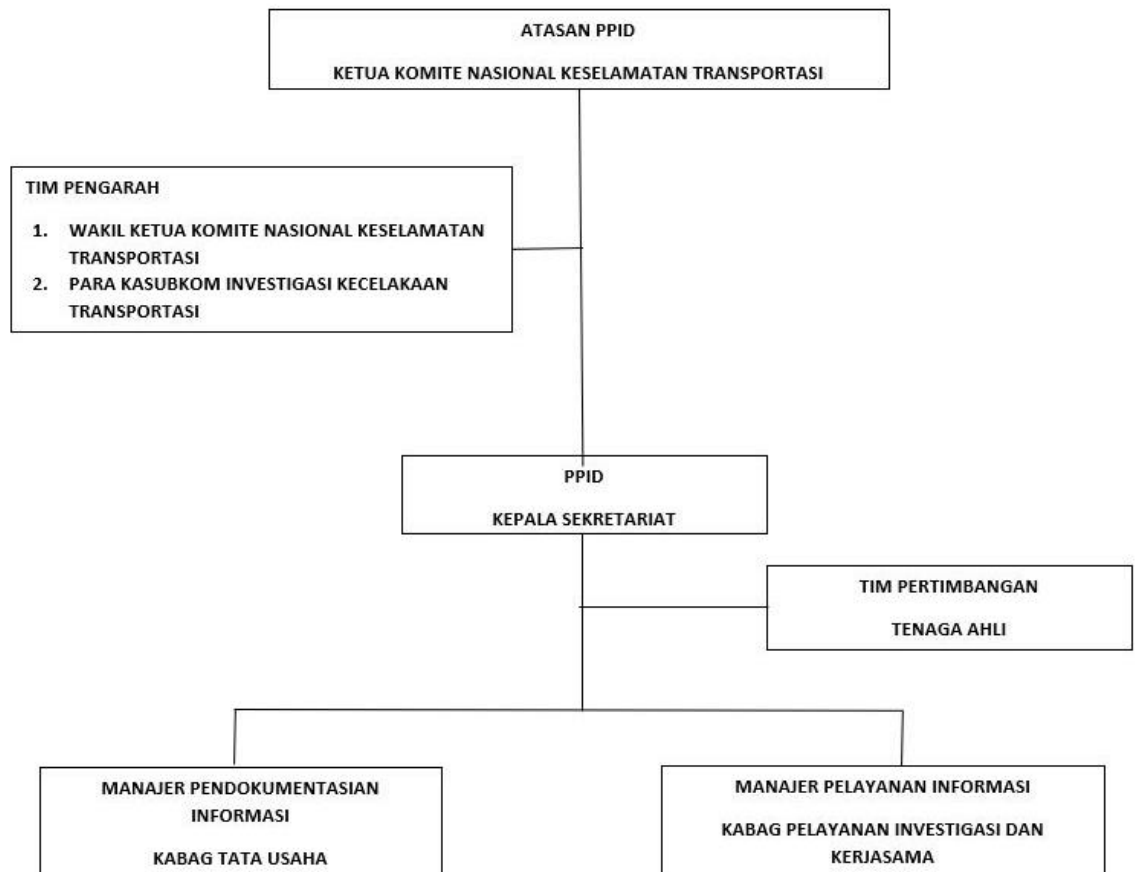 ATASAN PPID
KETUA KOMITE NASIONAL KESELAMATAN TRANSPORTASI
TIM PENGARAH
1. WAKIL KETUA KOMITE NASIONAL KESELAMATAN
TRANSPORTASI
2. PARA KASUBKOM INVESTIGASI KECELAKAAN
TRANSPORTASI
PPID
KEPALA SEKRETARIAT
TIM PERTIMBANGAN
TENAGA AHLI
MANAJER PENDOKUMENTASIAN
INFORMASI
KABAG TATA USAHA
MANAJER PELAYANAN INFORMASI
KABAG PELAYANAN INVESTIGASI DAN
KERJASAMA